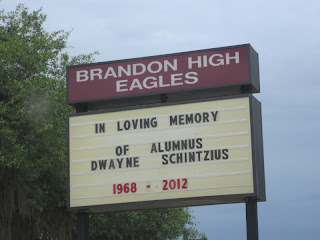 BRANDON HIGH
EAGLES
IN LOVING MEMORY
OF ALUMNUS
DWAYNE SCHINTZIUS
1968 - 2012